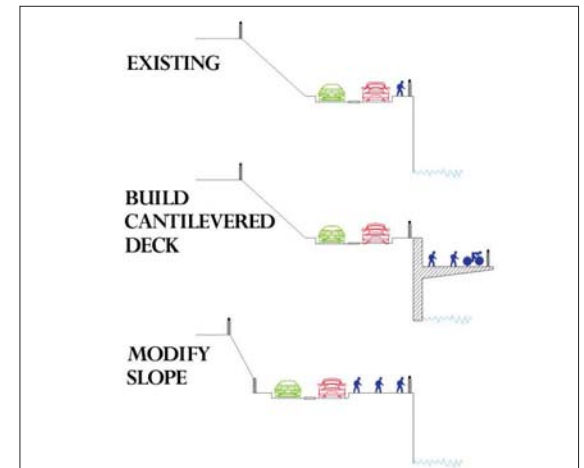 EXISTING
BUILD
CANTILEVERED
DECK
MODIFY
SLOPE